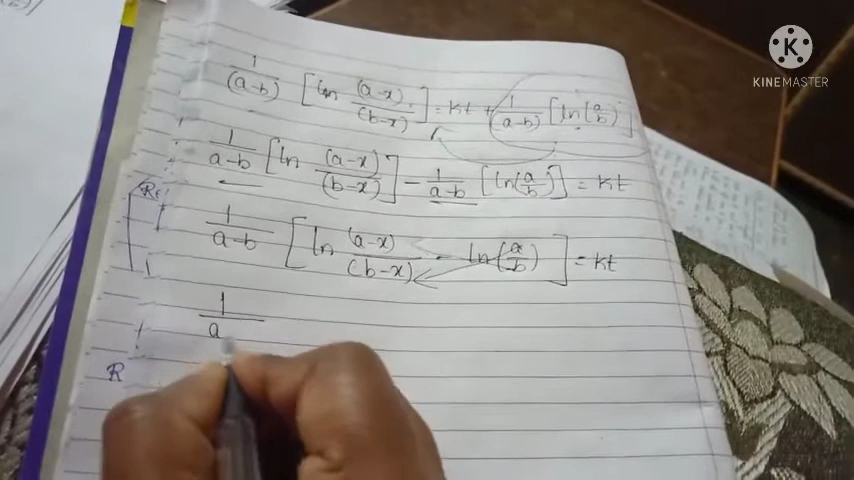 K
KINEMASTER
1/(a-b) [ln (a-x)/(b-x)] = kt + 1/(a-b) [ln(a/b)]
1/a-b [ln (a-x)/(b-x)] - 1/a-b [ln(a/b)] = kt
1/a-b [ln (a-x)/(b-x) - ln(a/b)] = kt
1/a
R